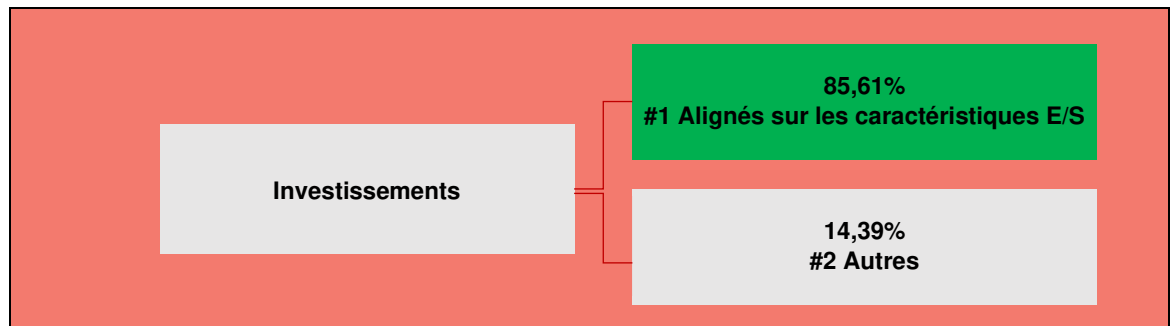 85,61%
#1 Alignés sur les caractéristiques E/S
Investissements
14,39%
#2 Autres